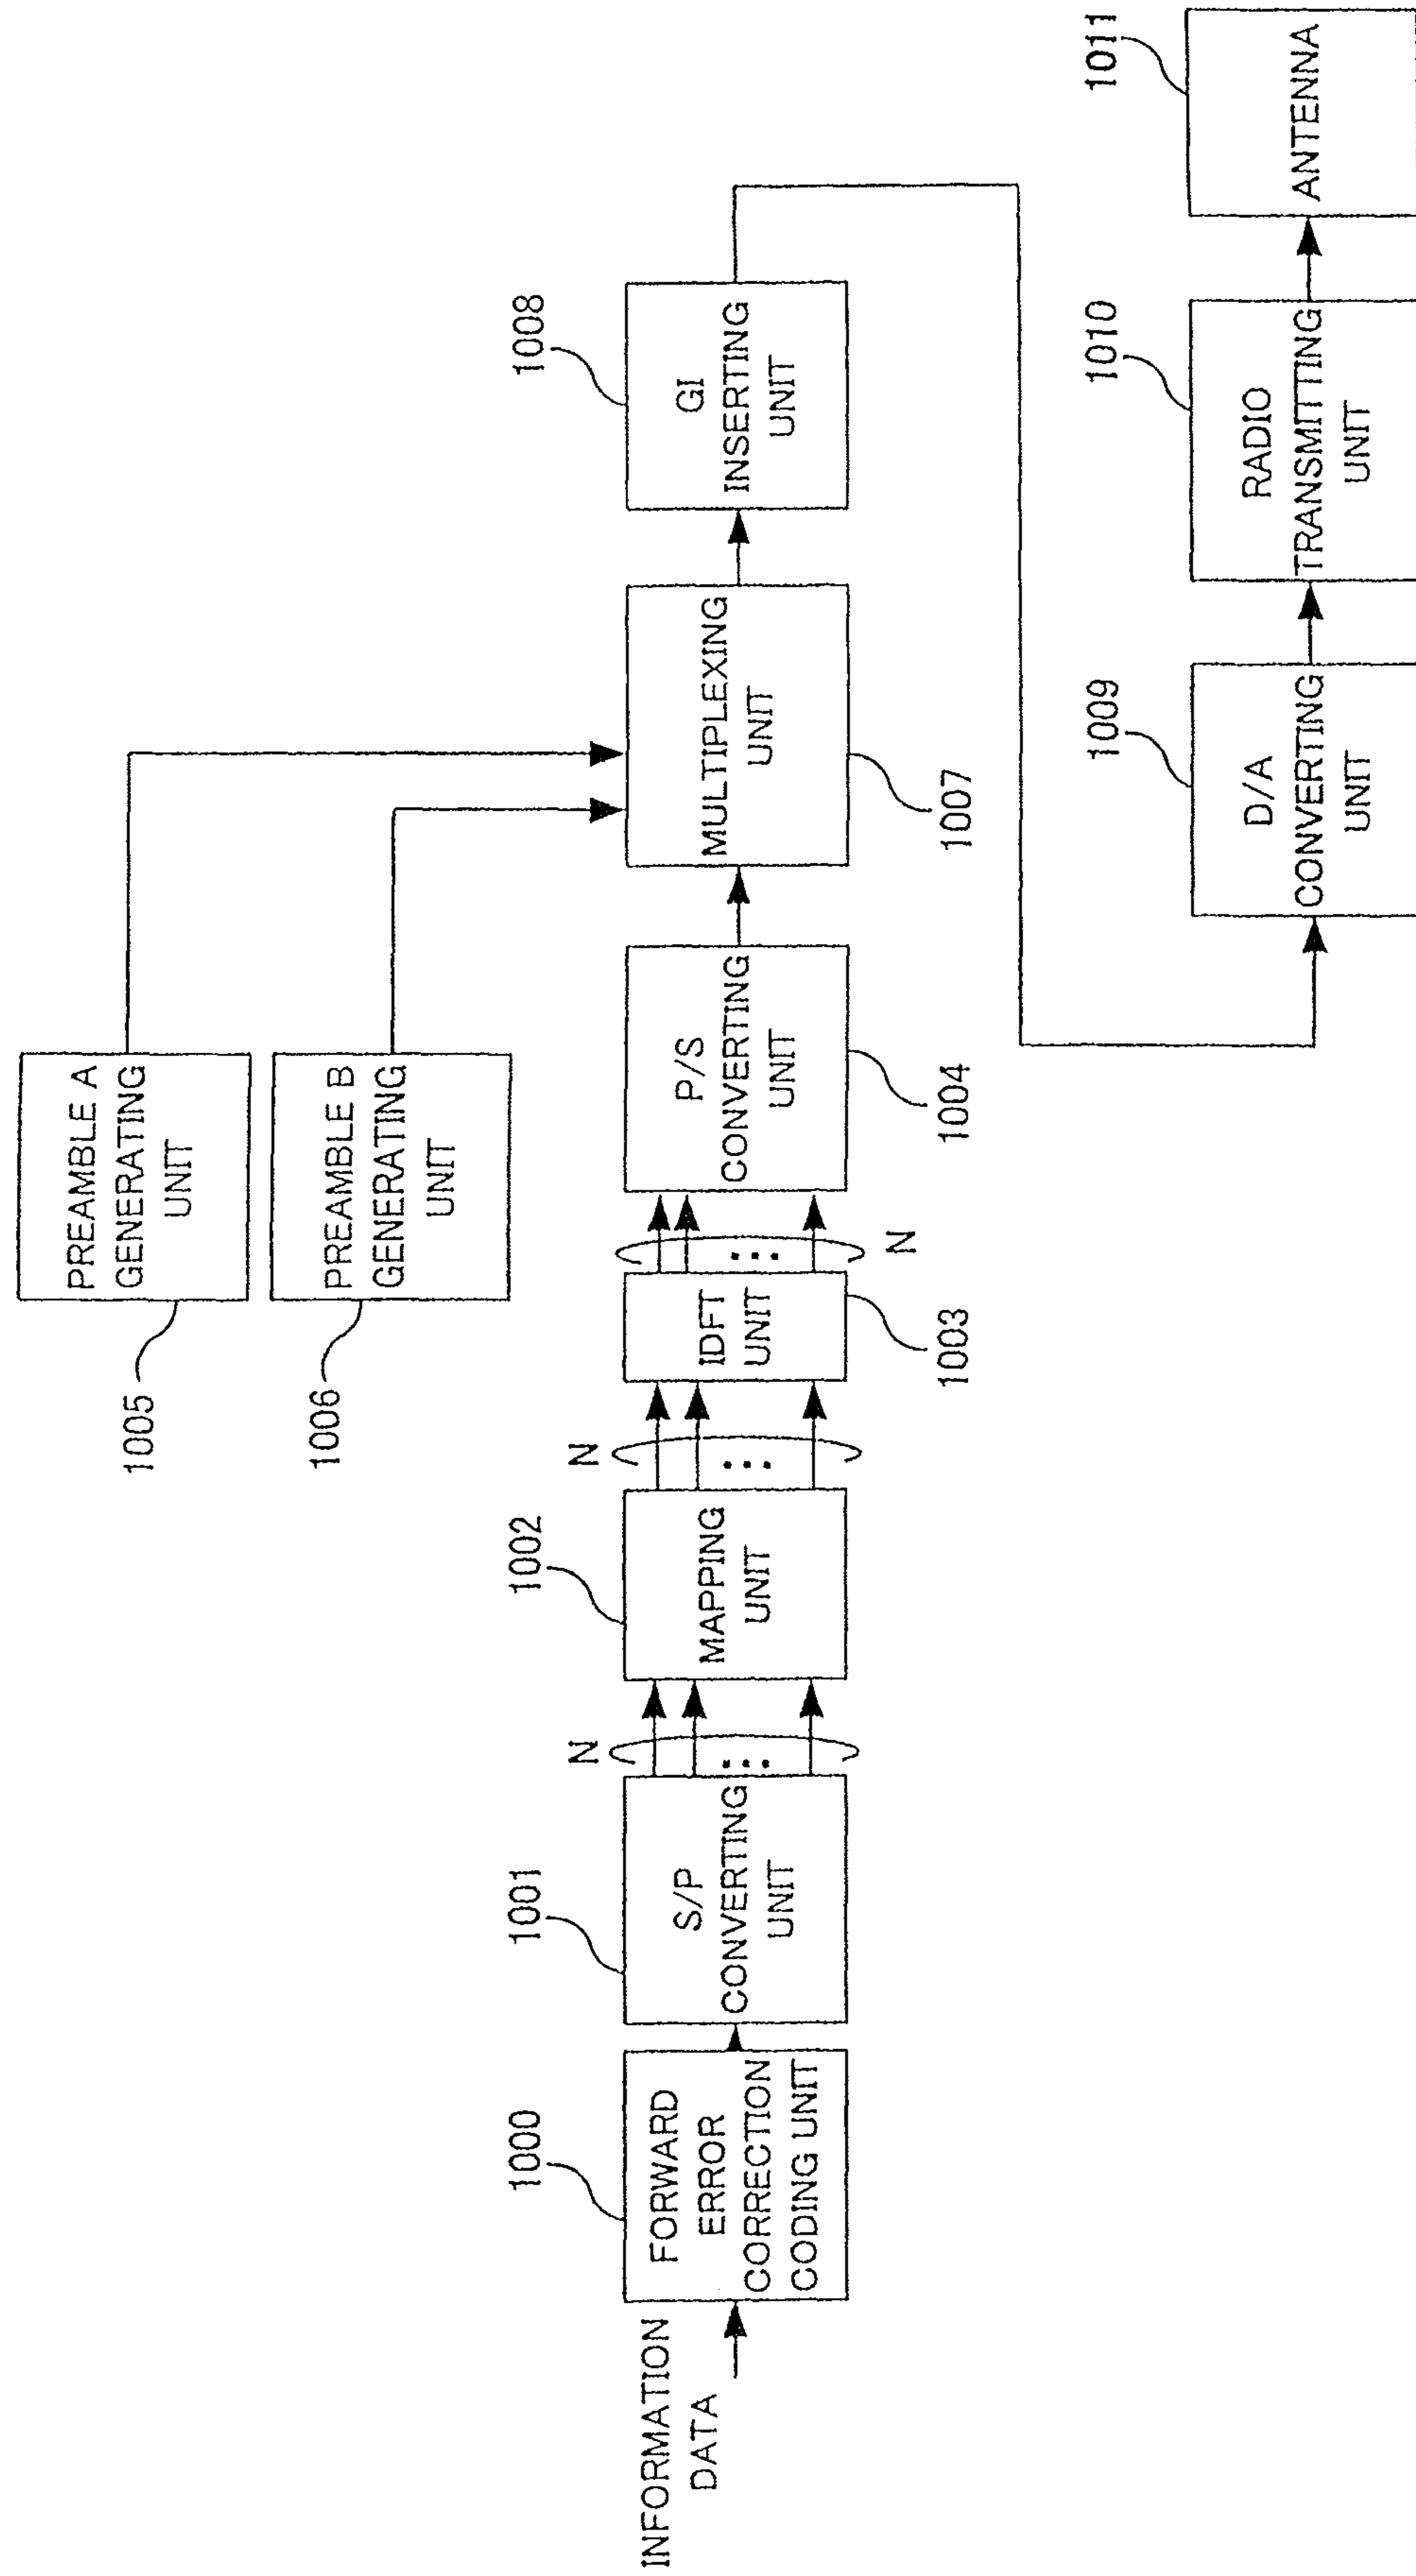 PREAMBLE A
GENERATING
UNIT
1005
PREAMBLE B
GENERATING
UNIT
1006
INFORMATION
DATA
FORWARD
ERROR
CORRECTION
CODING UNIT
1000
S/P
CONVERTING
UNIT
1001
N
MAPPING
UNIT
1002
N
IDFT
UNIT
1003
N
P/S
CONVERTING
UNIT
1004
MULTIPLEXING
UNIT
1007
GI
INSERTING
UNIT
1008
D/A
CONVERTING
UNIT
1009
RADIO
TRANSMITTING
UNIT
1010
ANTENNA
1011